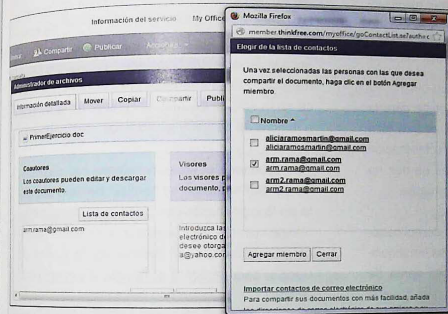 Información del servicio My Office
Compartir Publicar
Administrador de archivos
Información detallada Mover Copiar Compartir Publi
PrimerEjercicio doc
Coautores
Los coautores pueden editar y descargar
este documento.
Lista de contactos
arm.rama@gmail.com
Visores
Los visores p
documento, p
Introduzca las
electrónico de
desee otorga
a@yahoo.con
Mozilla Firefox
member.thinkfree.com/myoffice/goContactList.se?authec
Elegir de la lista de contactos
Una vez seleccionadas las personas con las que desea
compartir el documento, haga clic en el botón Agregar
miembro
Nombre
aliciaramosmartin@gmail.com
aliciaramosmartin@gmail.com
arm.rama@gmail.com
arm.rama@gmail.com
arm2.rama@gmail.com
arm2.rama@gmail.com
Agregar miembro Cerrar
Importar contactos de correo electrónico
Para compartir sus documentos con más facilidad, añada